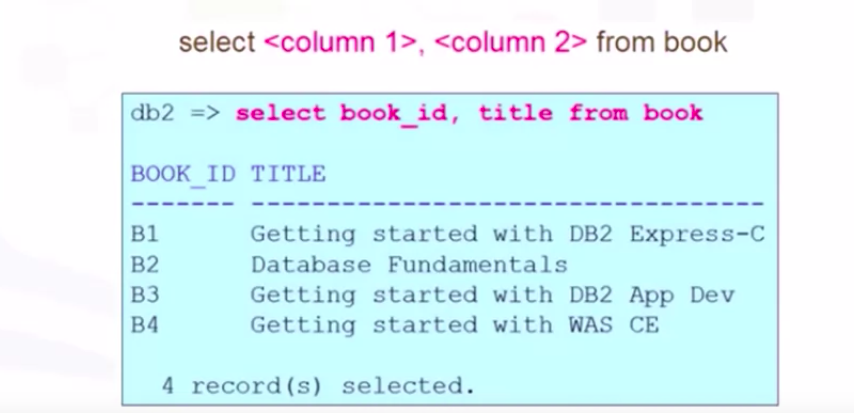 select <column 1>, <column 2> from book
db2 => select book_id, title from book
BOOK_ID TITLE
------- ----------------------------------
B1      Getting started with DB2 Express-C
B2      Database Fundamentals
B3      Getting started with DB2 App Dev
B4      Getting started with WAS CE
  4 record(s) selected.